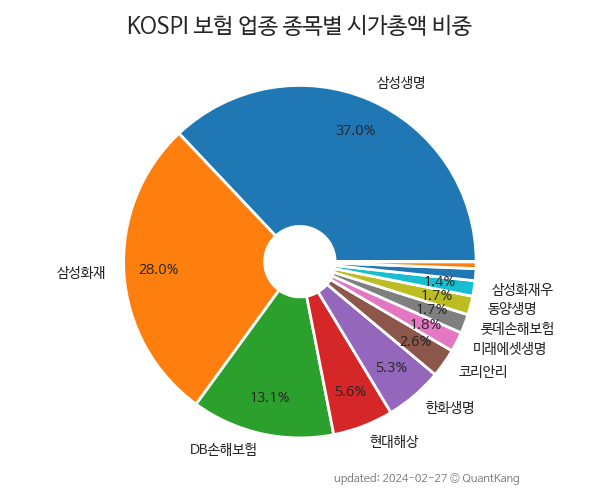 KOSPI 보험 업종 종목별 시가총액 비중
삼성생명
37.0%
삼성화재
28.0%
DB손해보험
13.1%
현대해상
5.6%
한화생명
5.3%
코리안리
2.6%
미래에셋생명
1.8%
롯데손해보험
1.7%
동양생명
1.7%
삼성화재우
1.4%
updated: 2024-02-27 © QuantKang